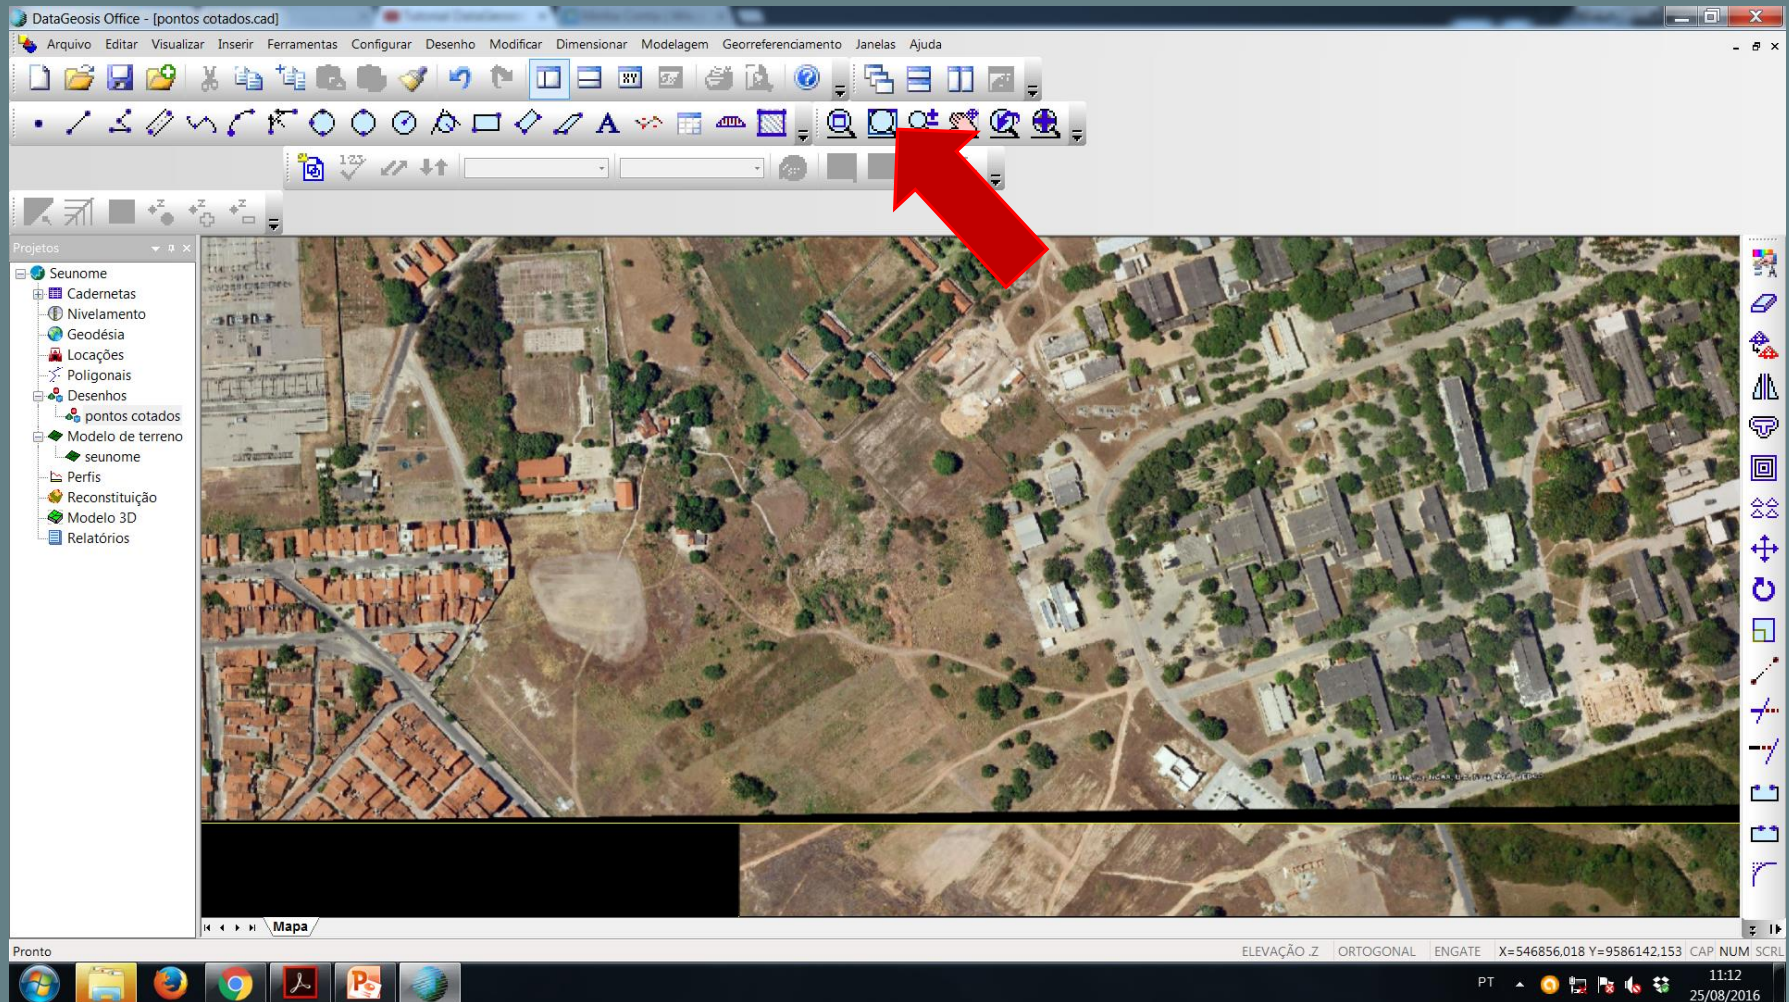 DataGeosis Office - [pontos cotados.cad]
Arquivo Editar Visualizar Inserir Ferramentas Configurar Desenho Modificar Dimensionar Modelagem Georreferenciamento Janelas Ajuda
XY
A
123
Z Z Z
Projetos
Seunome
Cadernetas
Nivelamento
Geodésia
Locações
Poligonais
Desenhos
pontos cotados
Modelo de terreno
seunome
Perfis
Reconstituição
Modelo 3D
Relatórios
Mapa
Pronto
ELEVAÇÃO .Z ORTOGONAL ENGATE X=546856,018 Y=9586142,153 CAP NUM SCRL
PT 11:12
25/08/2016